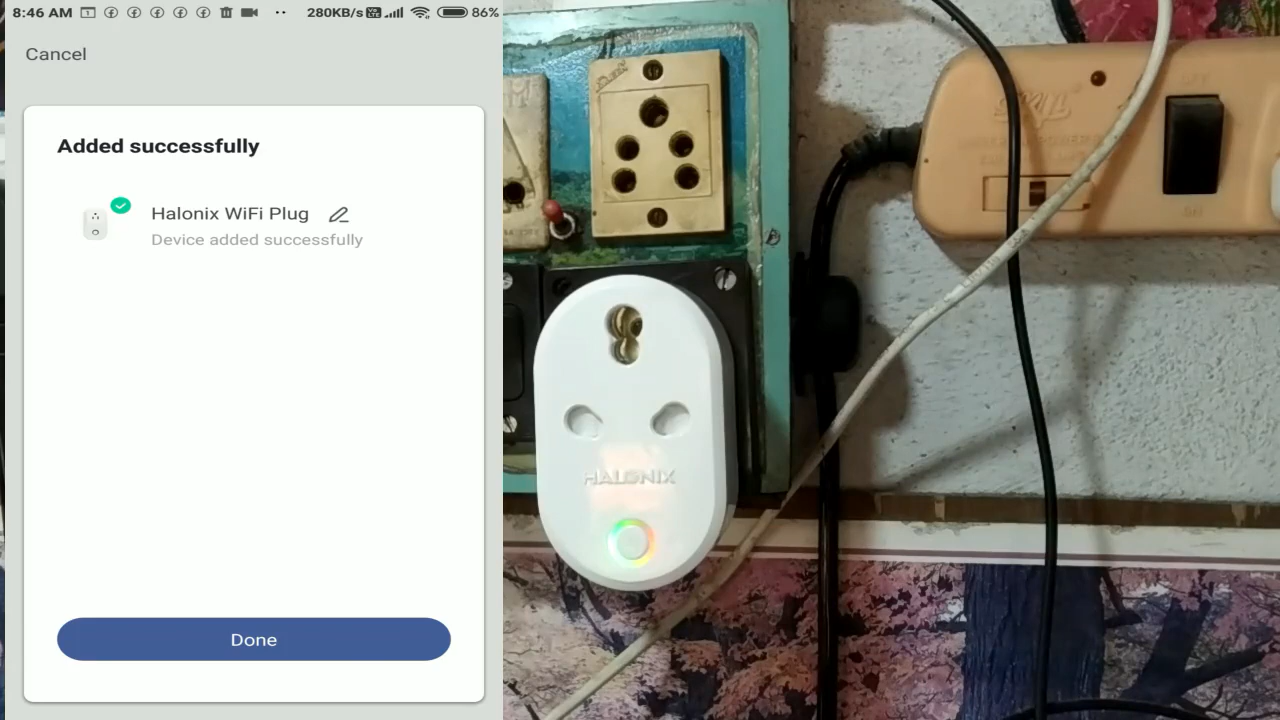 8:46 AM
280KB/s
86%
Cancel
Added successfully
Halonix WiFi Plug
Device added successfully
Done
HALONIX